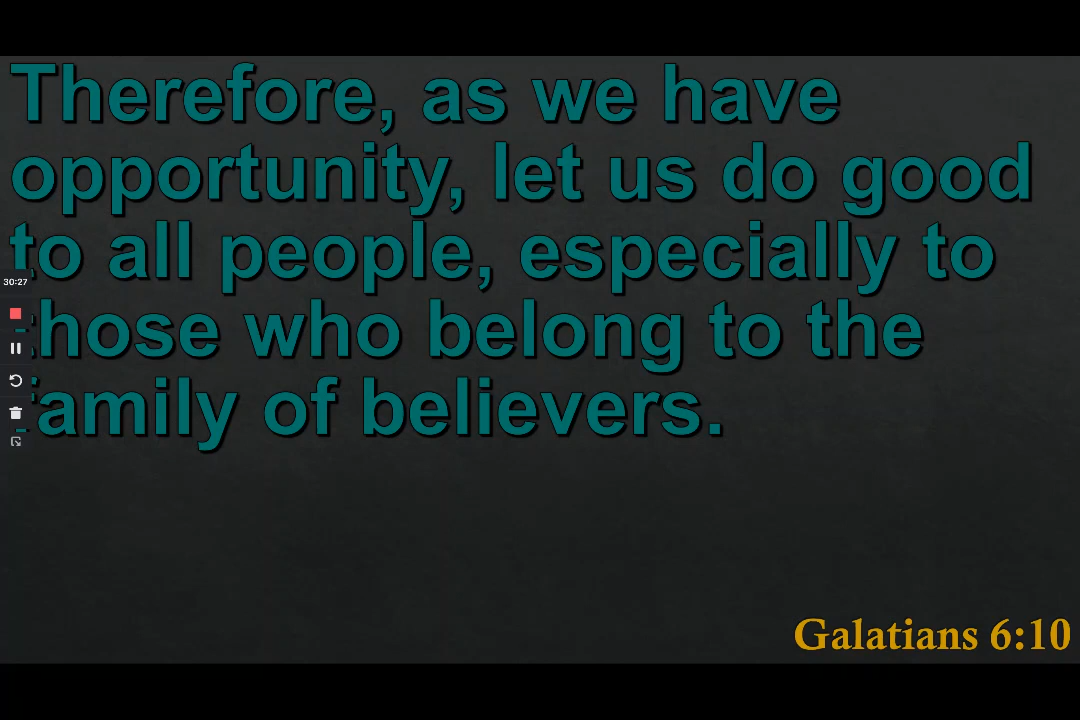 Therefore, as we have
opportunity, let us do good
to all people, especially to
those who belong to the
family of believers.
30:27
Galatians 6:10